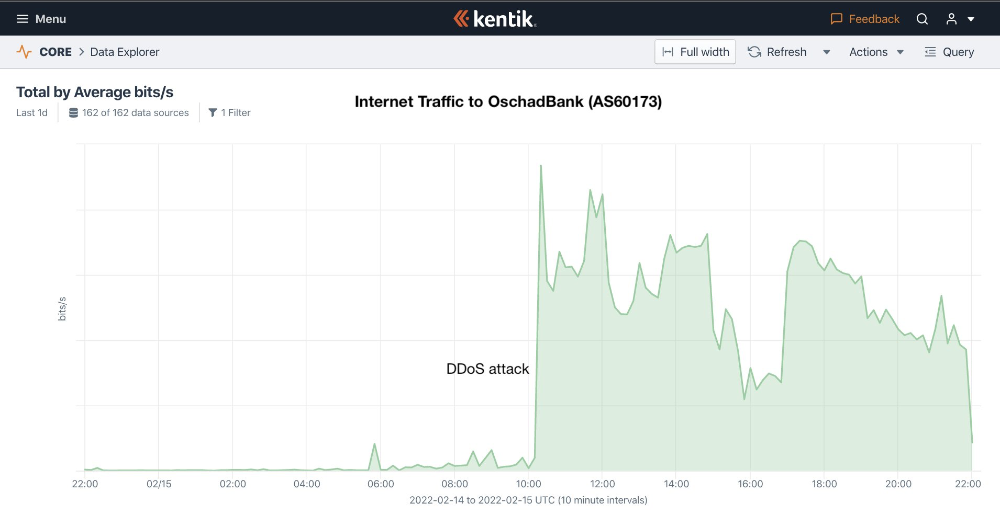 Menu
kentik®
Feedback
CORE > Data Explorer
Full width
Refresh
Actions
Query
Total by Average bits/s
Internet Traffic to OschadBank (AS60173)
Last 1d
162 of 162 data sources
1 Filter
bits/s
DDoS attack
22:00 02/15 02:00 04:00 06:00 08:00 10:00 12:00 14:00 16:00 18:00 20:00 22:00
2022-02-14 to 2022-02-15 UTC (10 minute intervals)